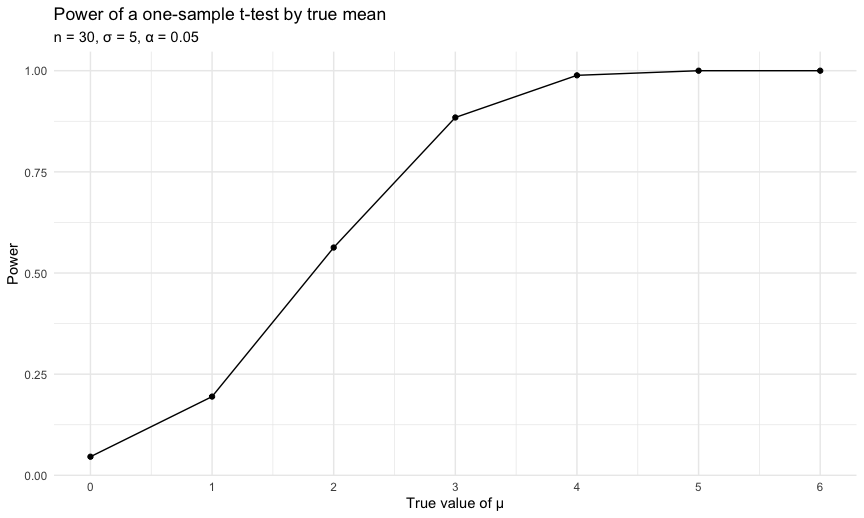 Power of a one-sample t-test by true mean
n = 30, σ = 5, α = 0.05
Power
1.00
0.75
0.50
0.25
0.00
0 1 2 3 4 5 6
True value of μ